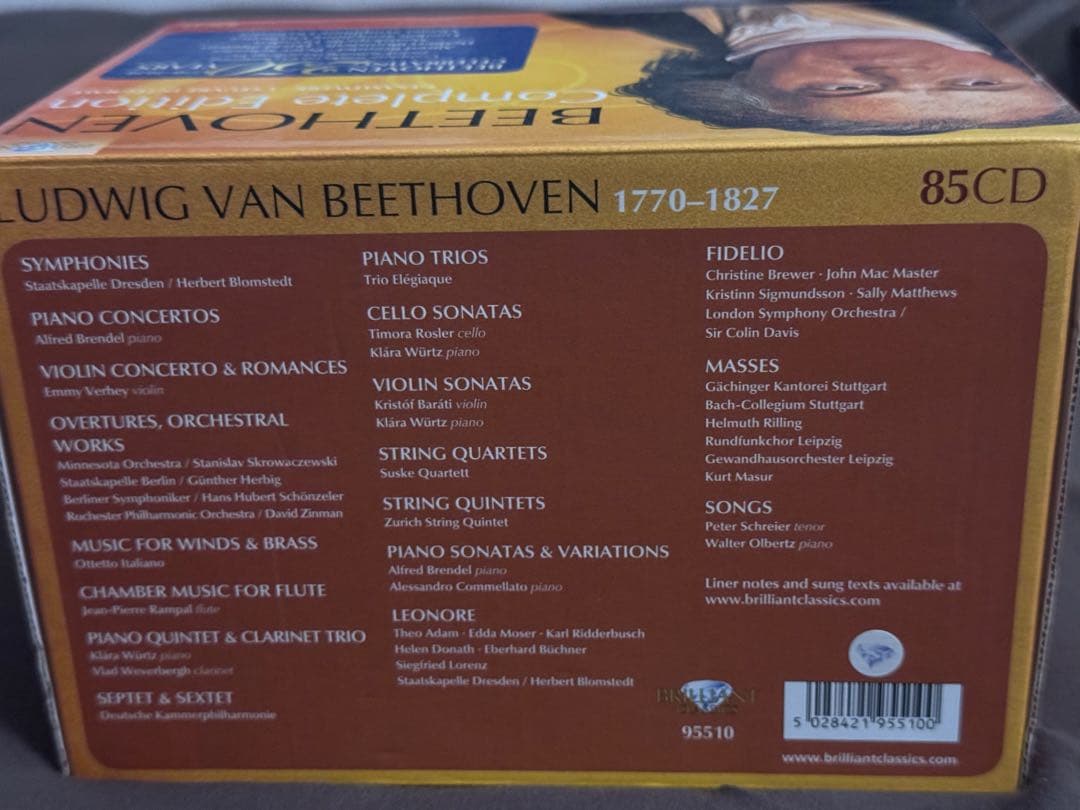 BEETHOVEN
Complete Edition
LUDWIG VAN BEETHOVEN 1770–1827
85CD
SYMPHONIES
Staatskapelle Dresden / Herbert Blomstedt
PIANO CONCERTOS
Alfred Brendel piano
VIOLIN CONCERTO & ROMANCES
Emmy Verhey violin
OVERTURES, ORCHESTRAL
WORKS
Minnesota Orchestra / Stanislav Skrowaczewski
Staatskapelle Berlin / Günther Herbig
Berliner Symphoniker / Hans Hubert Schönzeler
Rochester Philharmonic Orchestra / David Zinman
MUSIC FOR WINDS & BRASS
Ottetto Italiano
CHAMBER MUSIC FOR FLUTE
Jean-Pierre Rampal flute
PIANO QUINTET & CLARINET TRIO
Klára Würtz piano
Vlad Weverbergh clarinet
SEPTET & SEXTET
Deutsche Kammerphilharmonie
PIANO TRIOS
Trio Elégiaque
CELLO SONATAS
Timora Rosler cello
Klára Würtz piano
VIOLIN SONATAS
Kristóf Baráti violin
Klára Würtz piano
STRING QUARTETS
Suske Quartett
STRING QUINTETS
Zurich String Quintet
PIANO SONATAS & VARIATIONS
Alfred Brendel piano
Alessandro Commellato piano
LEONORE
Theo Adam · Edda Moser · Karl Ridderbusch
Helen Donath · Eberhard Büchner
Siegfried Lorenz
Staatskapelle Dresden / Herbert Blomstedt
FIDELIO
Christine Brewer · John Mac Master
Kristinn Sigmundsson · Sally Matthews
London Symphony Orchestra /
Sir Colin Davis
MASSES
Gächinger Kantorei Stuttgart
Bach-Collegium Stuttgart
Helmuth Rilling
Rundfunkchor Leipzig
Gewandhausorchester Leipzig
Kurt Masur
SONGS
Peter Schreier tenor
Walter Olbertz piano
Liner notes and sung texts available at
www.brilliantclassics.com
BRILLIANT
95510
5 028421 955100
www.brilliantclassics.com